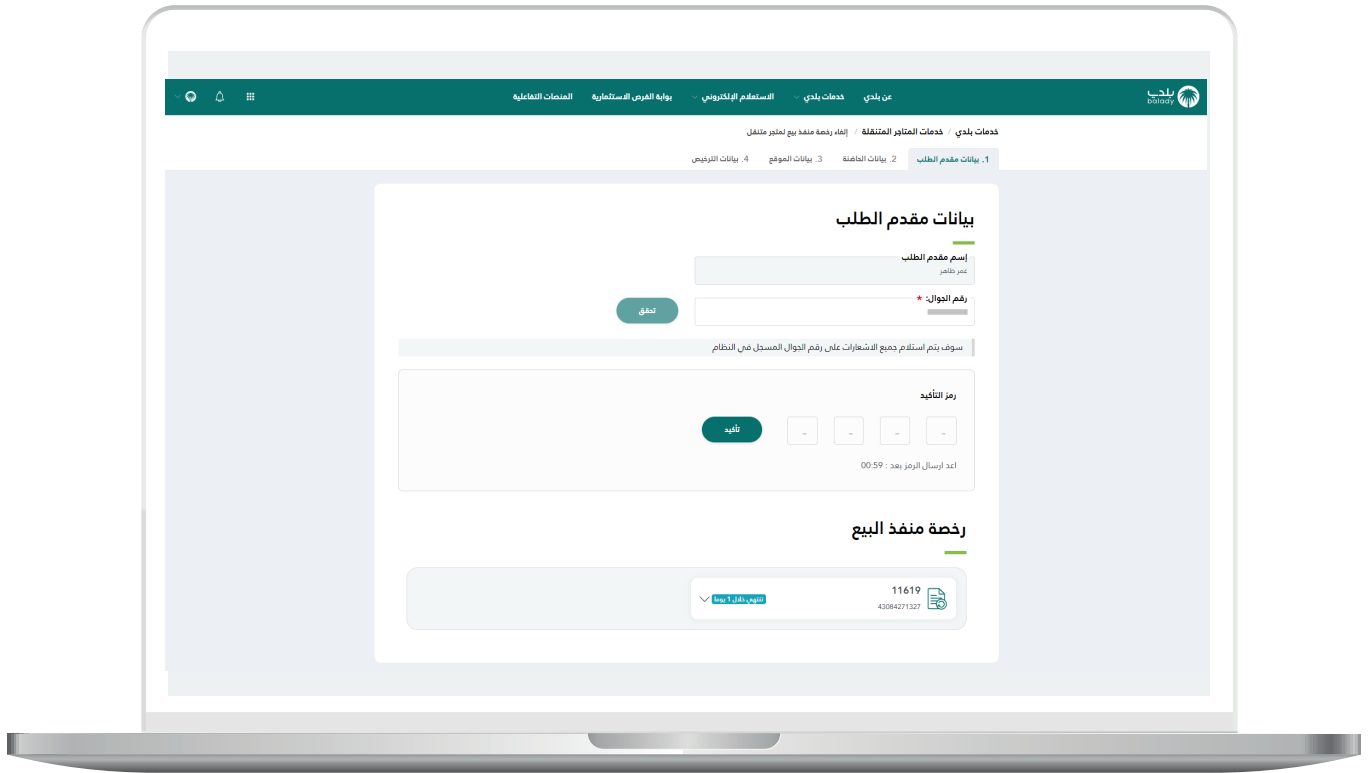 بلدي
balady
عن بلدي
خدمات بلدي
الاستعلام الإلكتروني
بوابة الفرص الاستثمارية
المنصات التفاعلية
خدمات بلدي / خدمات المتاجر المتنقلة / إلغاء رخصة منفذ بيع لمتجر متنقل
1. بيانات مقدم الطلب
2. بيانات الحاضنة
3. بيانات الموقع
4. بيانات الترخيص
بيانات مقدم الطلب
إسم مقدم الطلب
عمر طاهر
رقم الجوال: *
تحقق
سوف يتم استلام جميع الاشعارات على رقم الجوال المسجل في النظام
رمز التأكيد
- - - -
تأكيد
اعد ارسال الرمز بعد : 00:59
رخصة منفذ البيع
11619
43084271327
تنتهي خلال 1 يوما